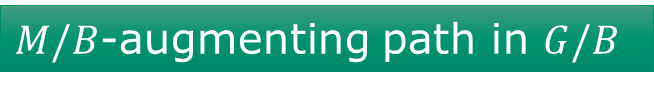 𝑀/𝐵-augmenting path in 𝐺/𝐵